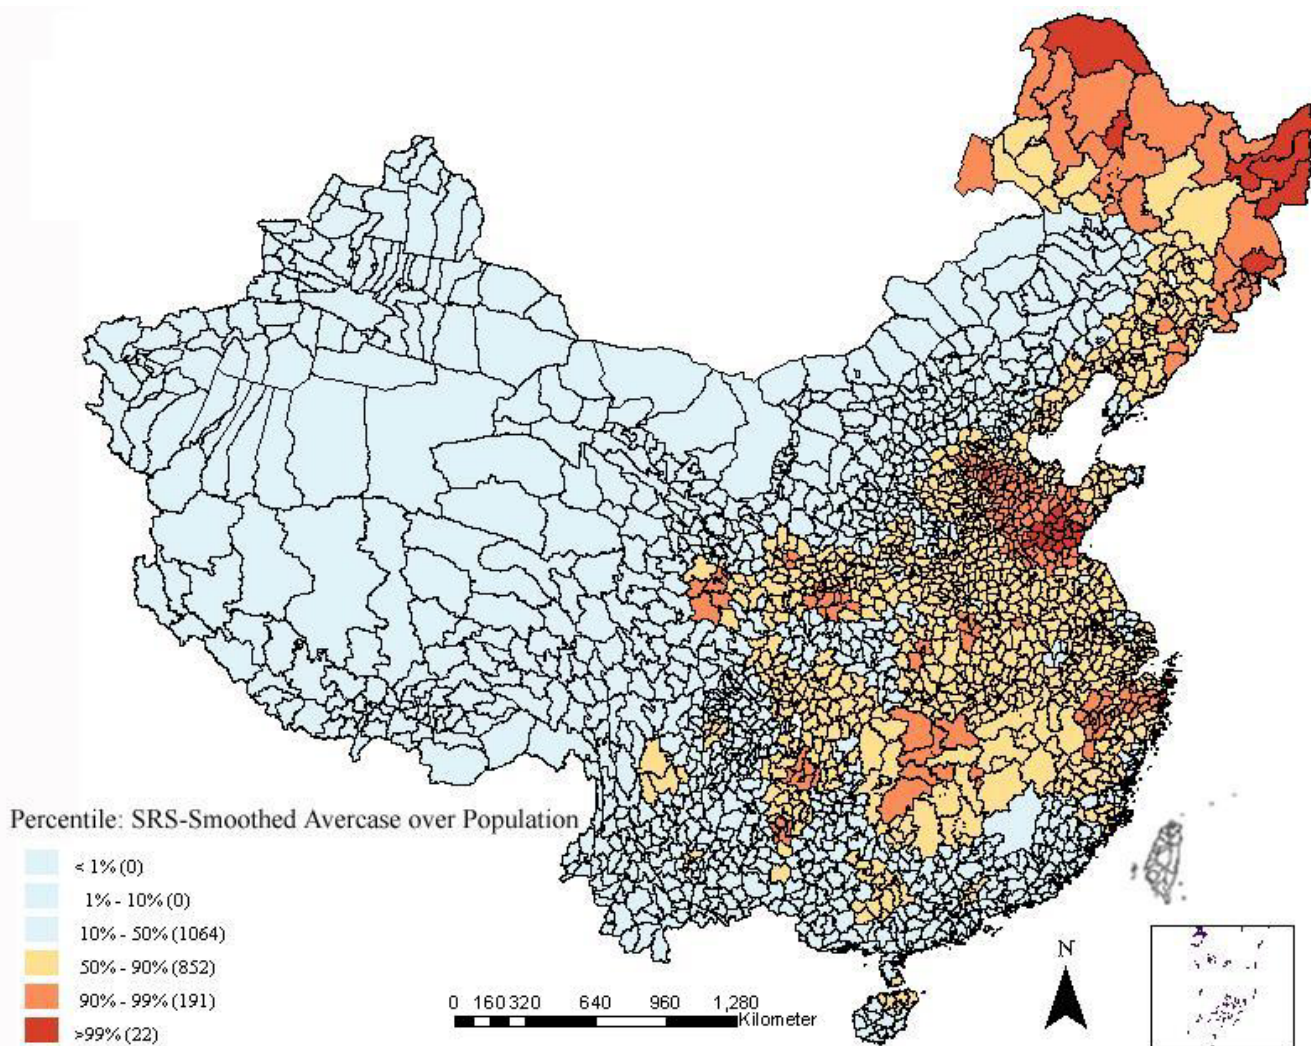 Percentile: SRS-Smoothed Avercase over Population
< 1% (0)
1% - 10% (0)
10% - 50% (1064)
50% - 90% (852)
90% - 99% (191)
>99% (22)
N
0 160 320 640 960 1,280
Kilometer